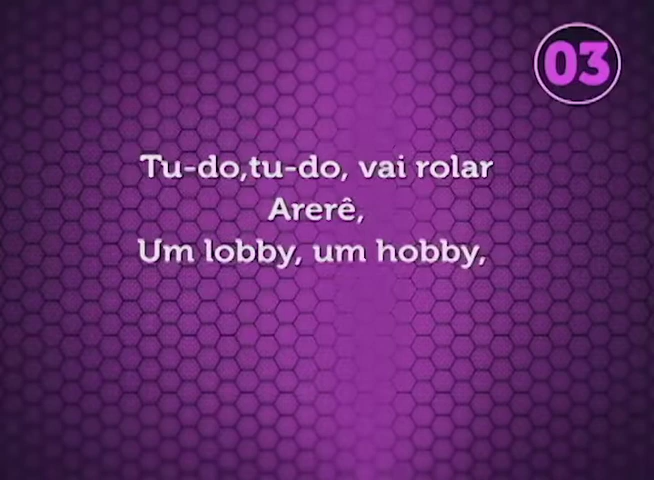 03
Tu-do,tu-do, vai rolar
Arerê,
Um lobby, um hobby,